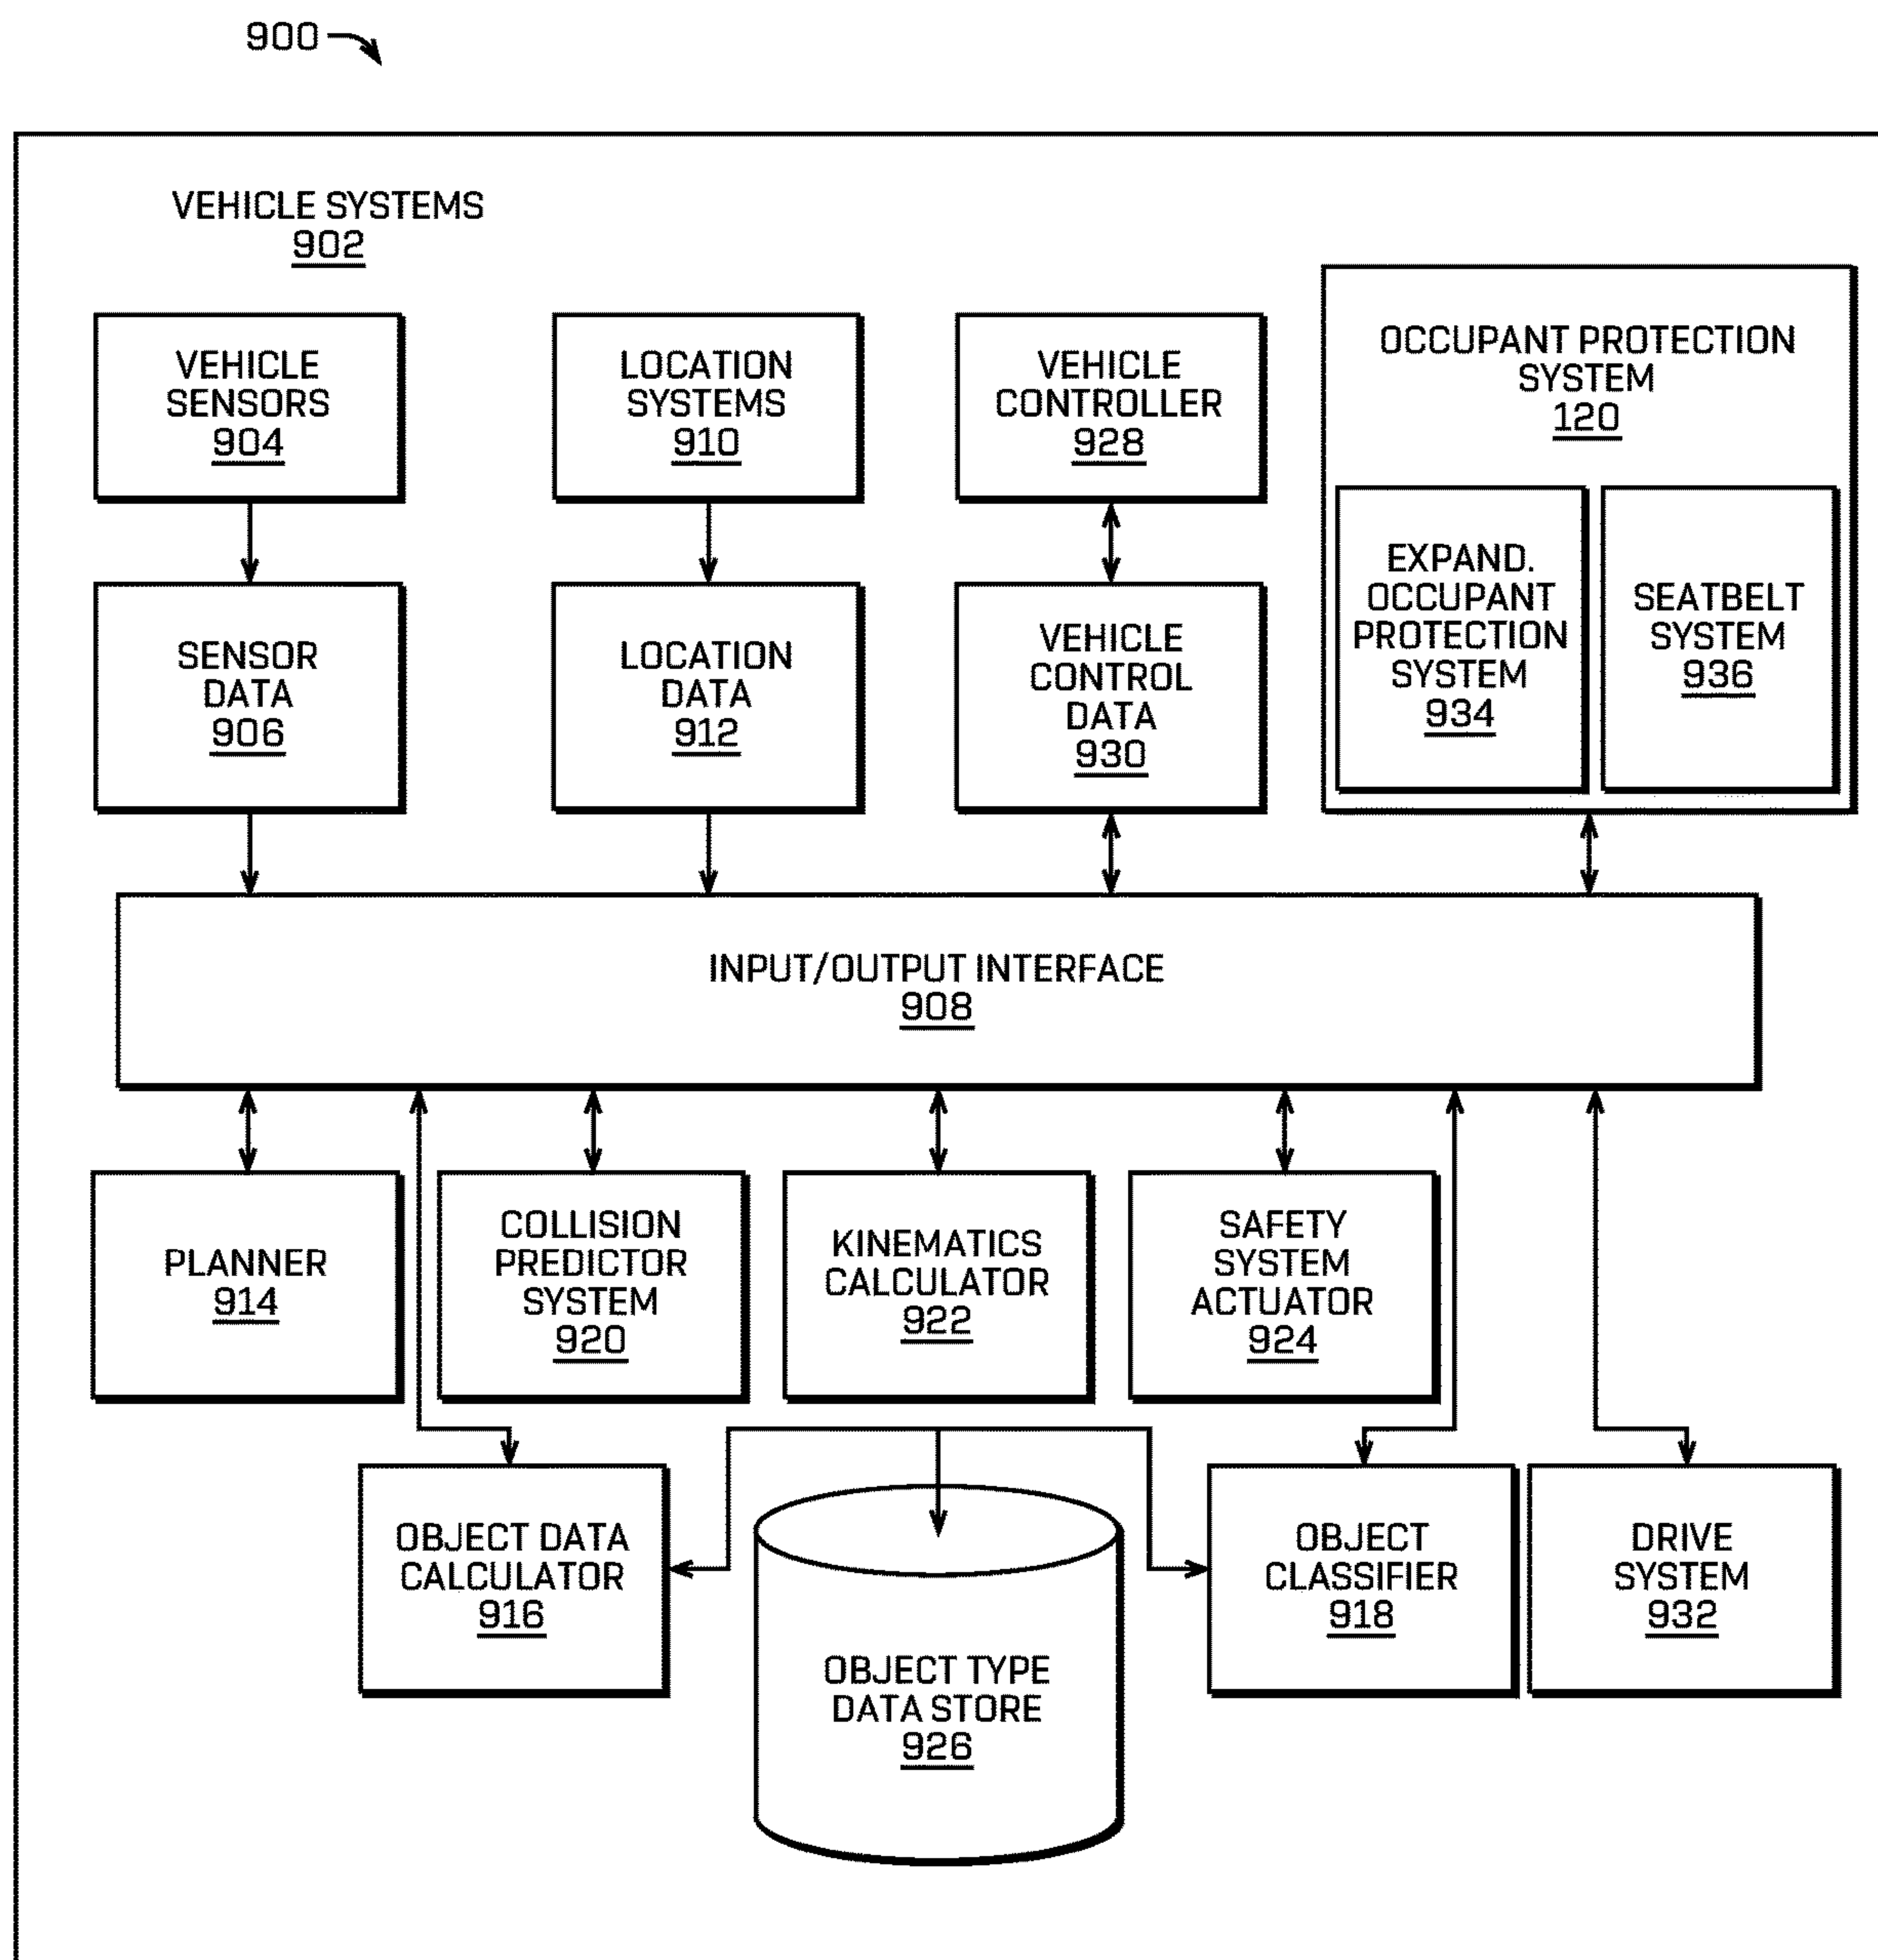 900
VEHICLE SYSTEMS
902
VEHICLE
SENSORS
904
LOCATION
SYSTEMS
910
VEHICLE
CONTROLLER
928
OCCUPANT PROTECTION
SYSTEM
120
EXPAND.
OCCUPANT
PROTECTION
SYSTEM
934
SEATBELT
SYSTEM
936
SENSOR
DATA
906
LOCATION
DATA
912
VEHICLE
CONTROL
DATA
930
INPUT/OUTPUT INTERFACE
908
PLANNER
914
COLLISION
PREDICTOR
SYSTEM
920
KINEMATICS
CALCULATOR
922
SAFETY
SYSTEM
ACTUATOR
924
OBJECT DATA
CALCULATOR
916
OBJECT TYPE
DATA STORE
926
OBJECT
CLASSIFIER
918
DRIVE
SYSTEM
932